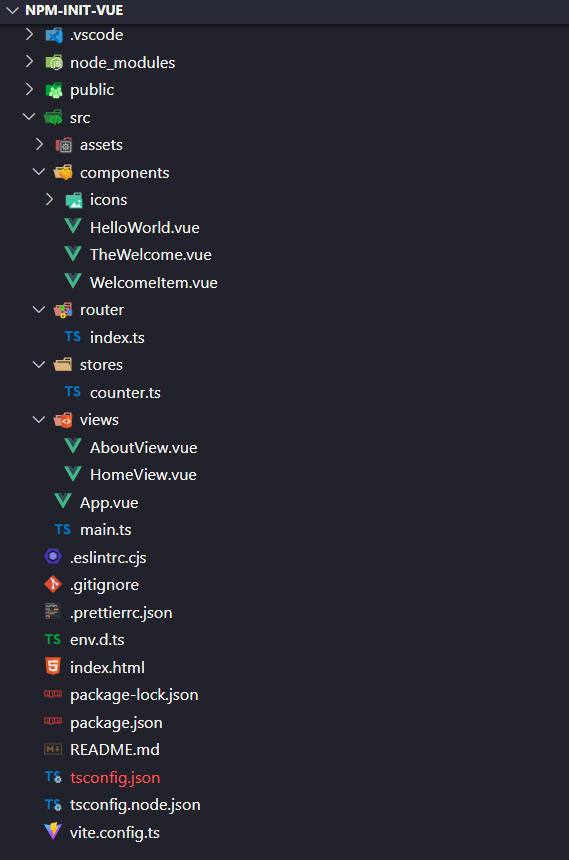 NPM-INIT-VUE
.vscode
node_modules
public
src
assets
components
icons
HelloWorld.vue
TheWelcome.vue
WelcomeItem.vue
router
TS index.ts
stores
TS counter.ts
views
AboutView.vue
HomeView.vue
App.vue
TS main.ts
.eslintrc.cjs
.gitignore
.prettierrc.json
TS env.d.ts
index.html
package-lock.json
package.json
README.md
TS tsconfig.json
TS tsconfig.node.json
vite.config.ts